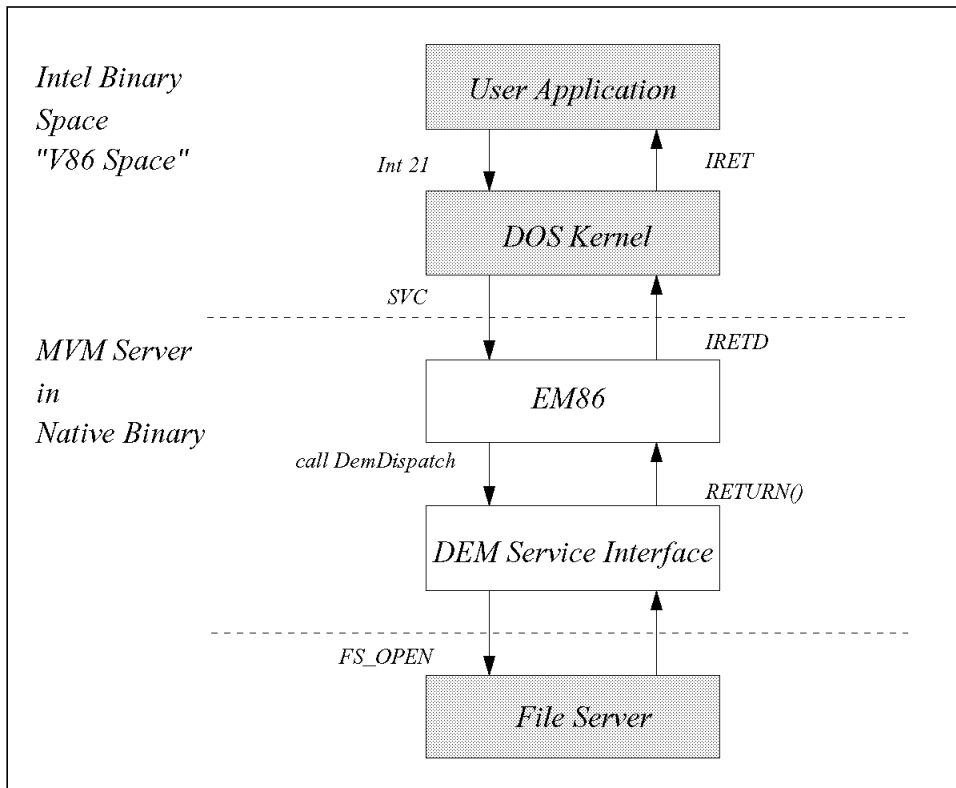 Intel Binary
Space
"V86 Space"
User Application
Int 21
IRET
DOS Kernel
SVC
IRETD
MVM Server
in
Native Binary
EM86
call DemDispatch
RETURN()
DEM Service Interface
FS_OPEN
File Server